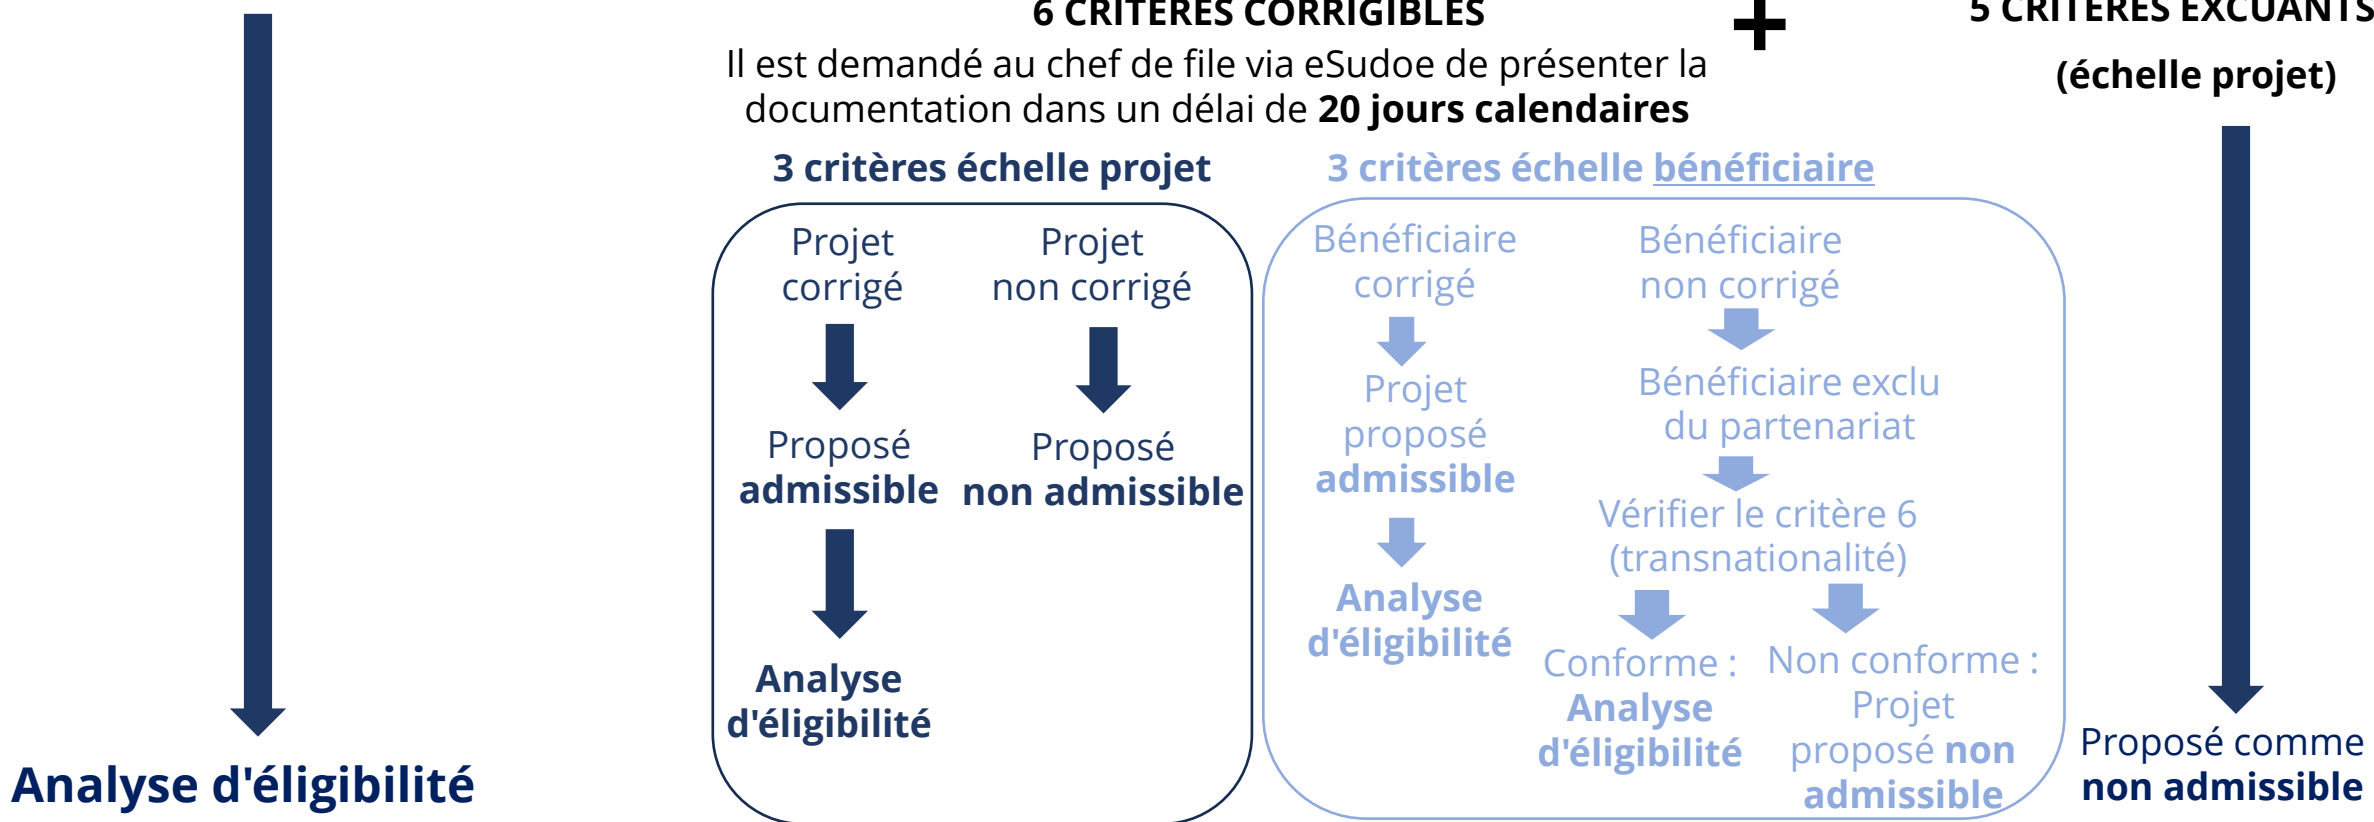 6 CRITÈRES CORRIGIBLES
Il est demandé au chef de file via eSudoe de présenter la
documentation dans un délai de 20 jours calendaires
+
5 CRITÈRES EXCUANTS
(échelle projet)
3 critères échelle projet
Projet
corrigé
Proposé
admissible
Analyse
d'éligibilité
Projet
non corrigé
Proposé
non admissible
3 critères échelle bénéficiaire
Bénéficiaire
corrigé
Projet
proposé
admissible
Analyse
d'éligibilité
Bénéficiaire
non corrigé
Bénéficiaire exclu
du partenariat
Vérifier le critère 6
(transnationalité)
Conforme :
Analyse
d'éligibilité
Non conforme :
Projet
proposé non
admissible
Proposé comme
non admissible
Analyse d'éligibilité